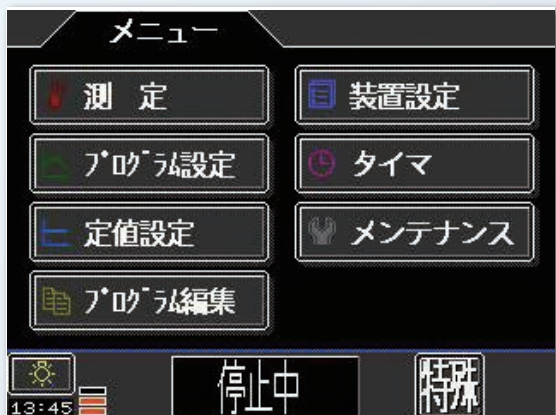 メニュー
測 定
プログラム設定
定値設定
プログラム編集
装置設定
タイマ
メンテナンス
13:45
停止中
特殊